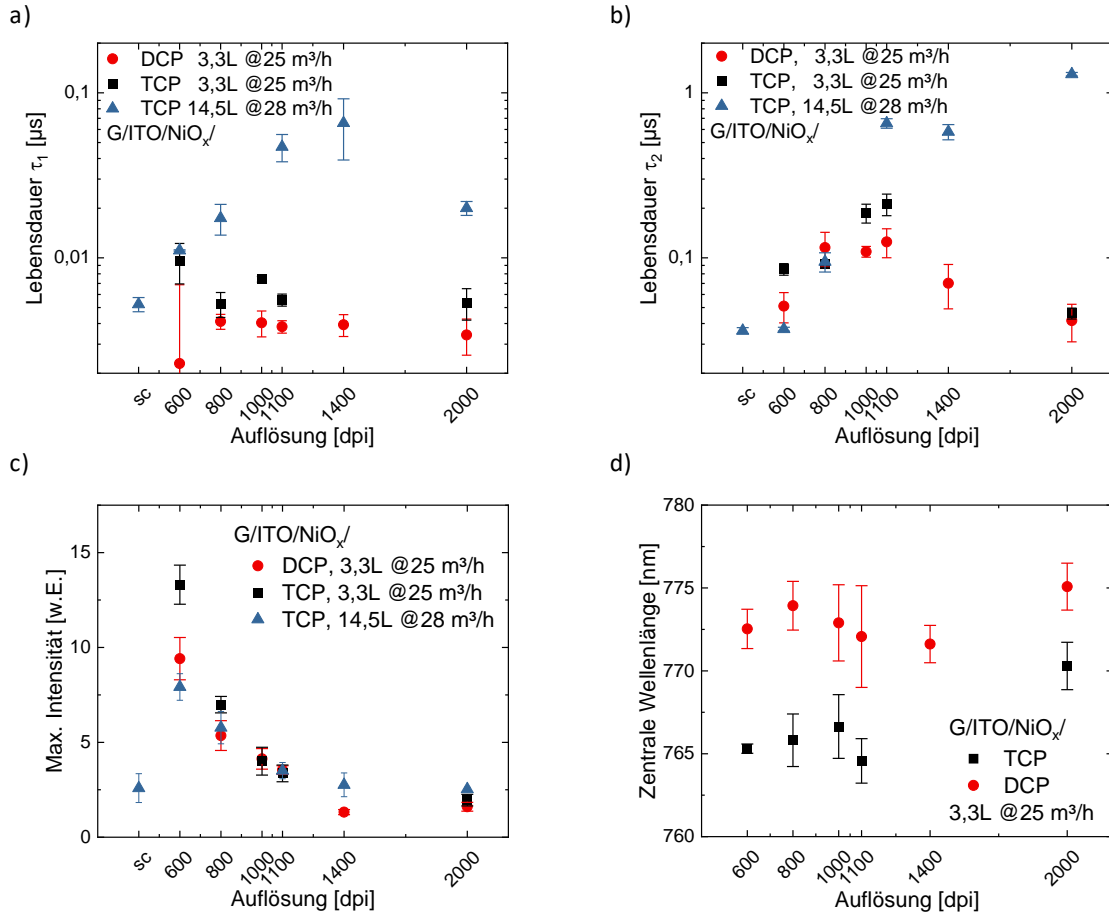 a)
DCP 3,3L @25 m³/h
TCP 3,3L @25 m³/h
TCP 14,5L @28 m³/h
G/ITO/NiOₓ/
0,1
0,01
Lebensdauer τ₁ [µs]
sc 600 800 1000 1100 1400 2000
Auflösung [dpi]
b)
DCP, 3,3L @25 m³/h
TCP, 3,3L @25 m³/h
TCP, 14,5L @28 m³/h
G/ITO/NiOₓ/
1
0,1
Lebensdauer τ₂ [µs]
sc 600 800 1000 1100 1400 2000
Auflösung [dpi]
c)
G/ITO/NiOₓ/
DCP, 3,3L @25 m³/h
TCP, 3,3L @25 m³/h
TCP, 14,5L @28 m³/h
15
10
5
0
Max. Intensität [w.E.]
sc 600 800 1000 1100 1400 2000
Auflösung [dpi]
d)
780
775
770
765
760
Zentrale Wellenlänge [nm]
G/ITO/NiOₓ/
TCP
DCP
3,3L @25 m³/h
600 800 1000 1100 1400 2000
Auflösung [dpi]